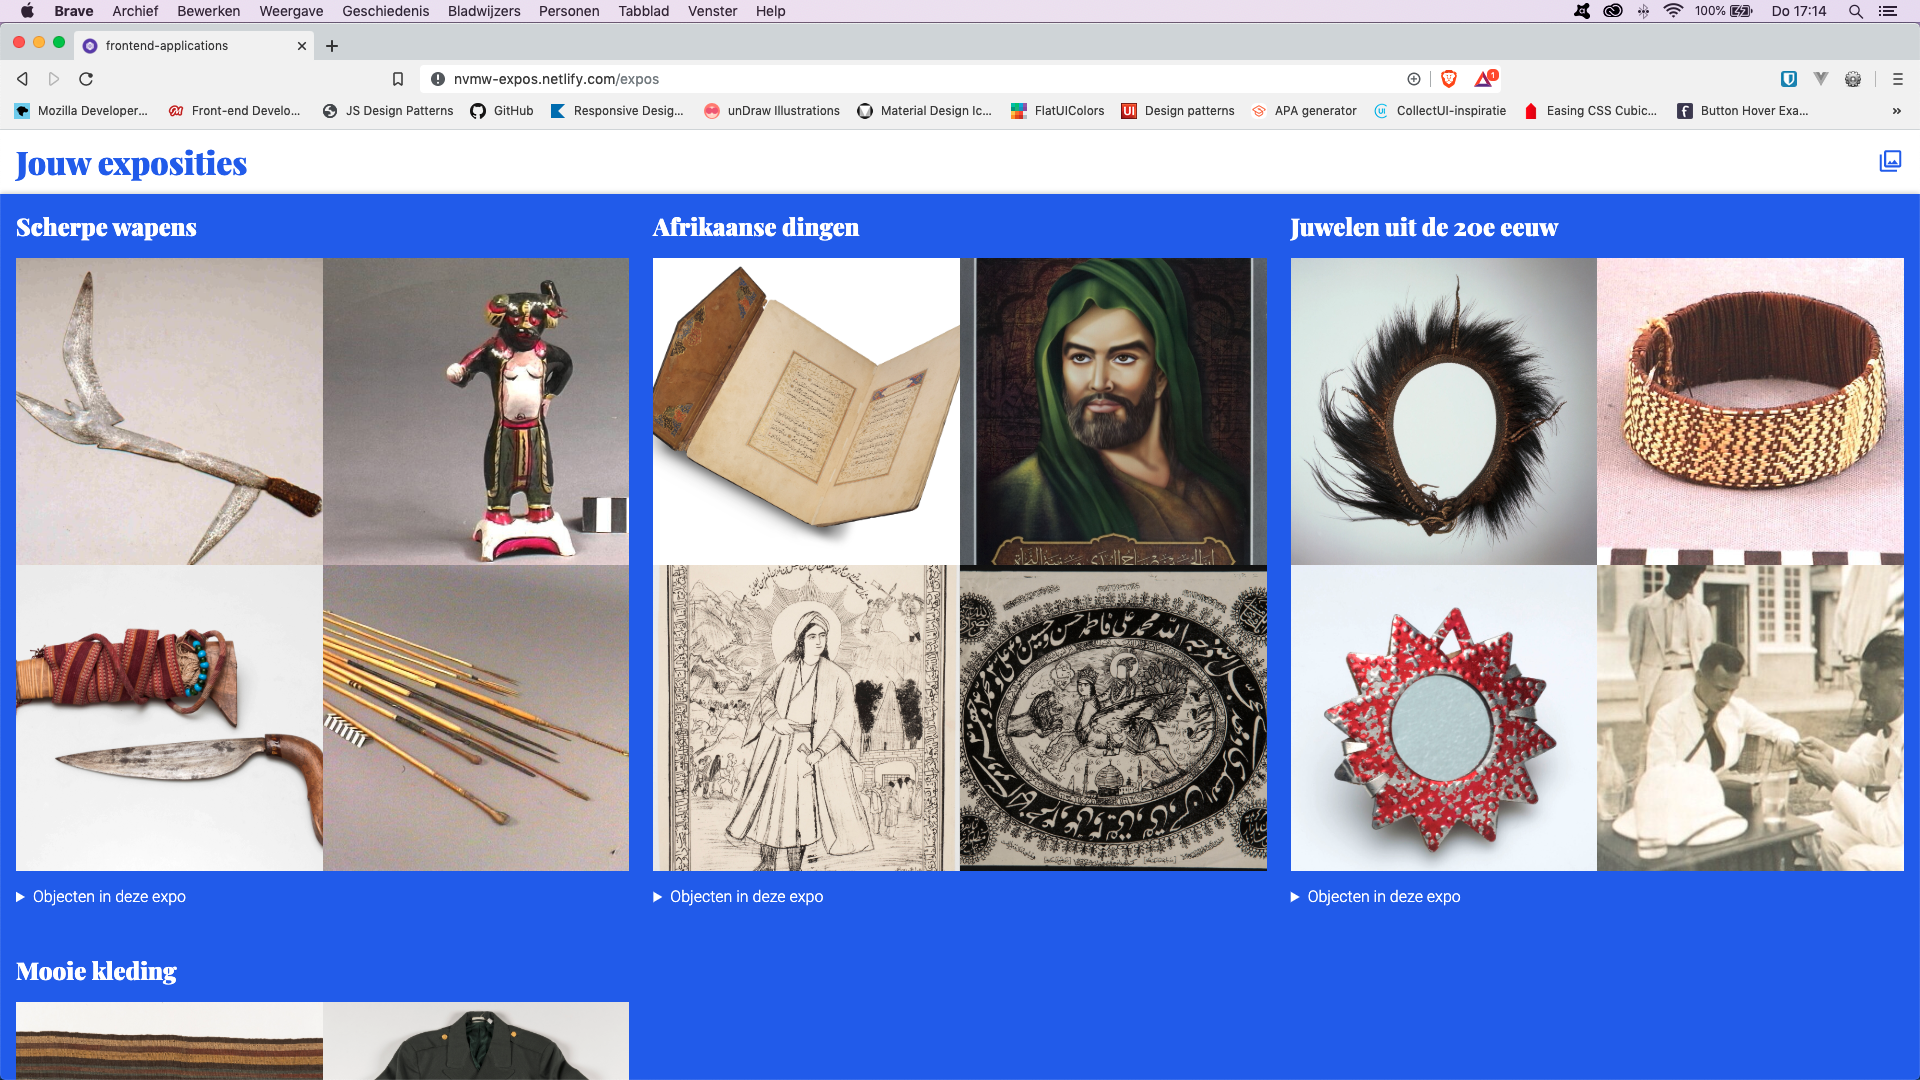 Brave Archief Bewerken Weergave Geschiedenis Bladwijzers Personen Tabblad Venster Help 100% Do 17:14
frontend-applications
nvmw-expos.netlify.com/expos 1
Mozilla Developer... Front-end Develo... JS Design Patterns GitHub Responsive Desig... unDraw Illustrations Material Design Ic... FlatUIColors Design patterns APA generator CollectUI-inspiratie Easing CSS Cubic... Button Hover Exa... »
Jouw exposities
Scherpe wapens
Objecten in deze expo
Afrikaanse dingen
Objecten in deze expo
Juwelen uit de 20e eeuw
Objecten in deze expo
Mooie kleding